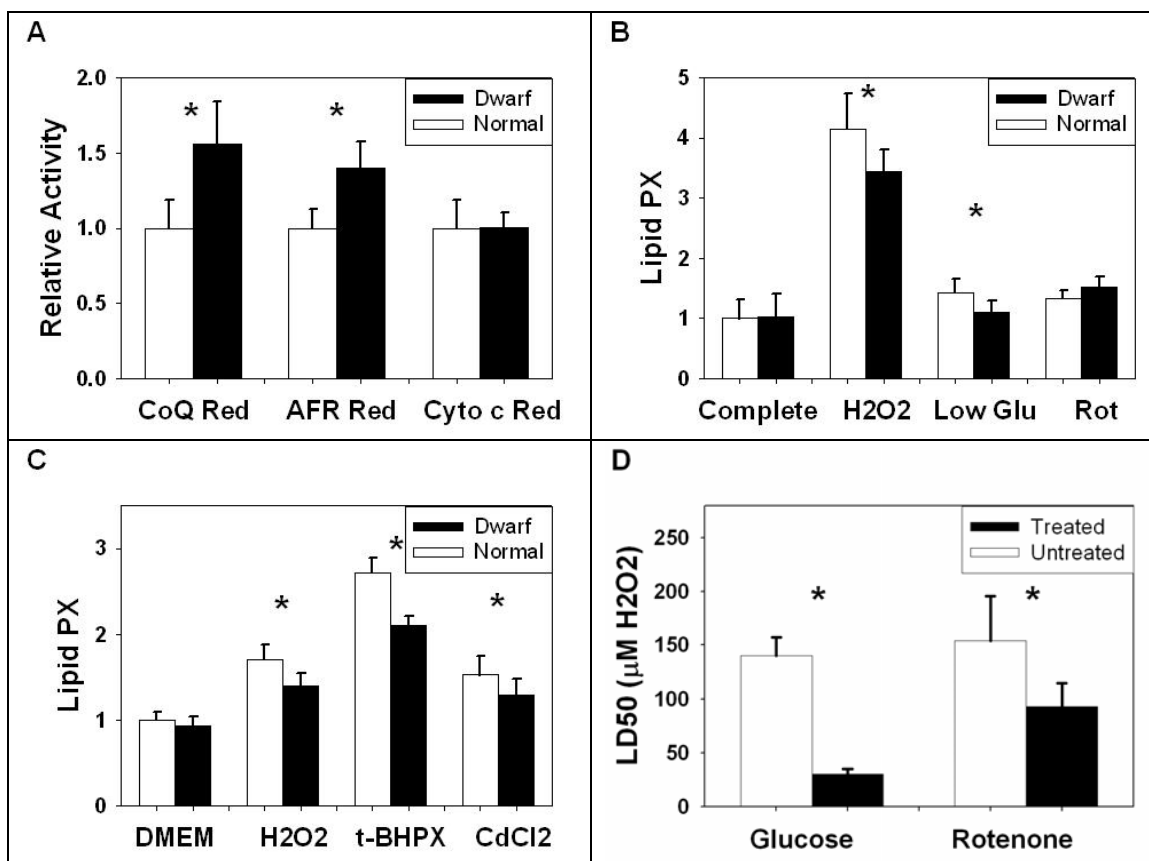 A
Relative Activity
2.0
1.5
1.0
0.5
0.0
Dwarf
Normal
*
*
CoQ Red
AFR Red
Cyto c Red
B
Lipid PX
5
4
3
2
1
0
Dwarf
Normal
*
*
Complete
H2O2
Low Glu
Rot
C
Lipid PX
3
2
1
0
Dwarf
Normal
*
*
*
DMEM
H2O2
t-BHPX
CdCl2
D
LD50 (μM H2O2)
250
200
150
100
50
0
Treated
Untreated
*
*
Glucose
Rotenone